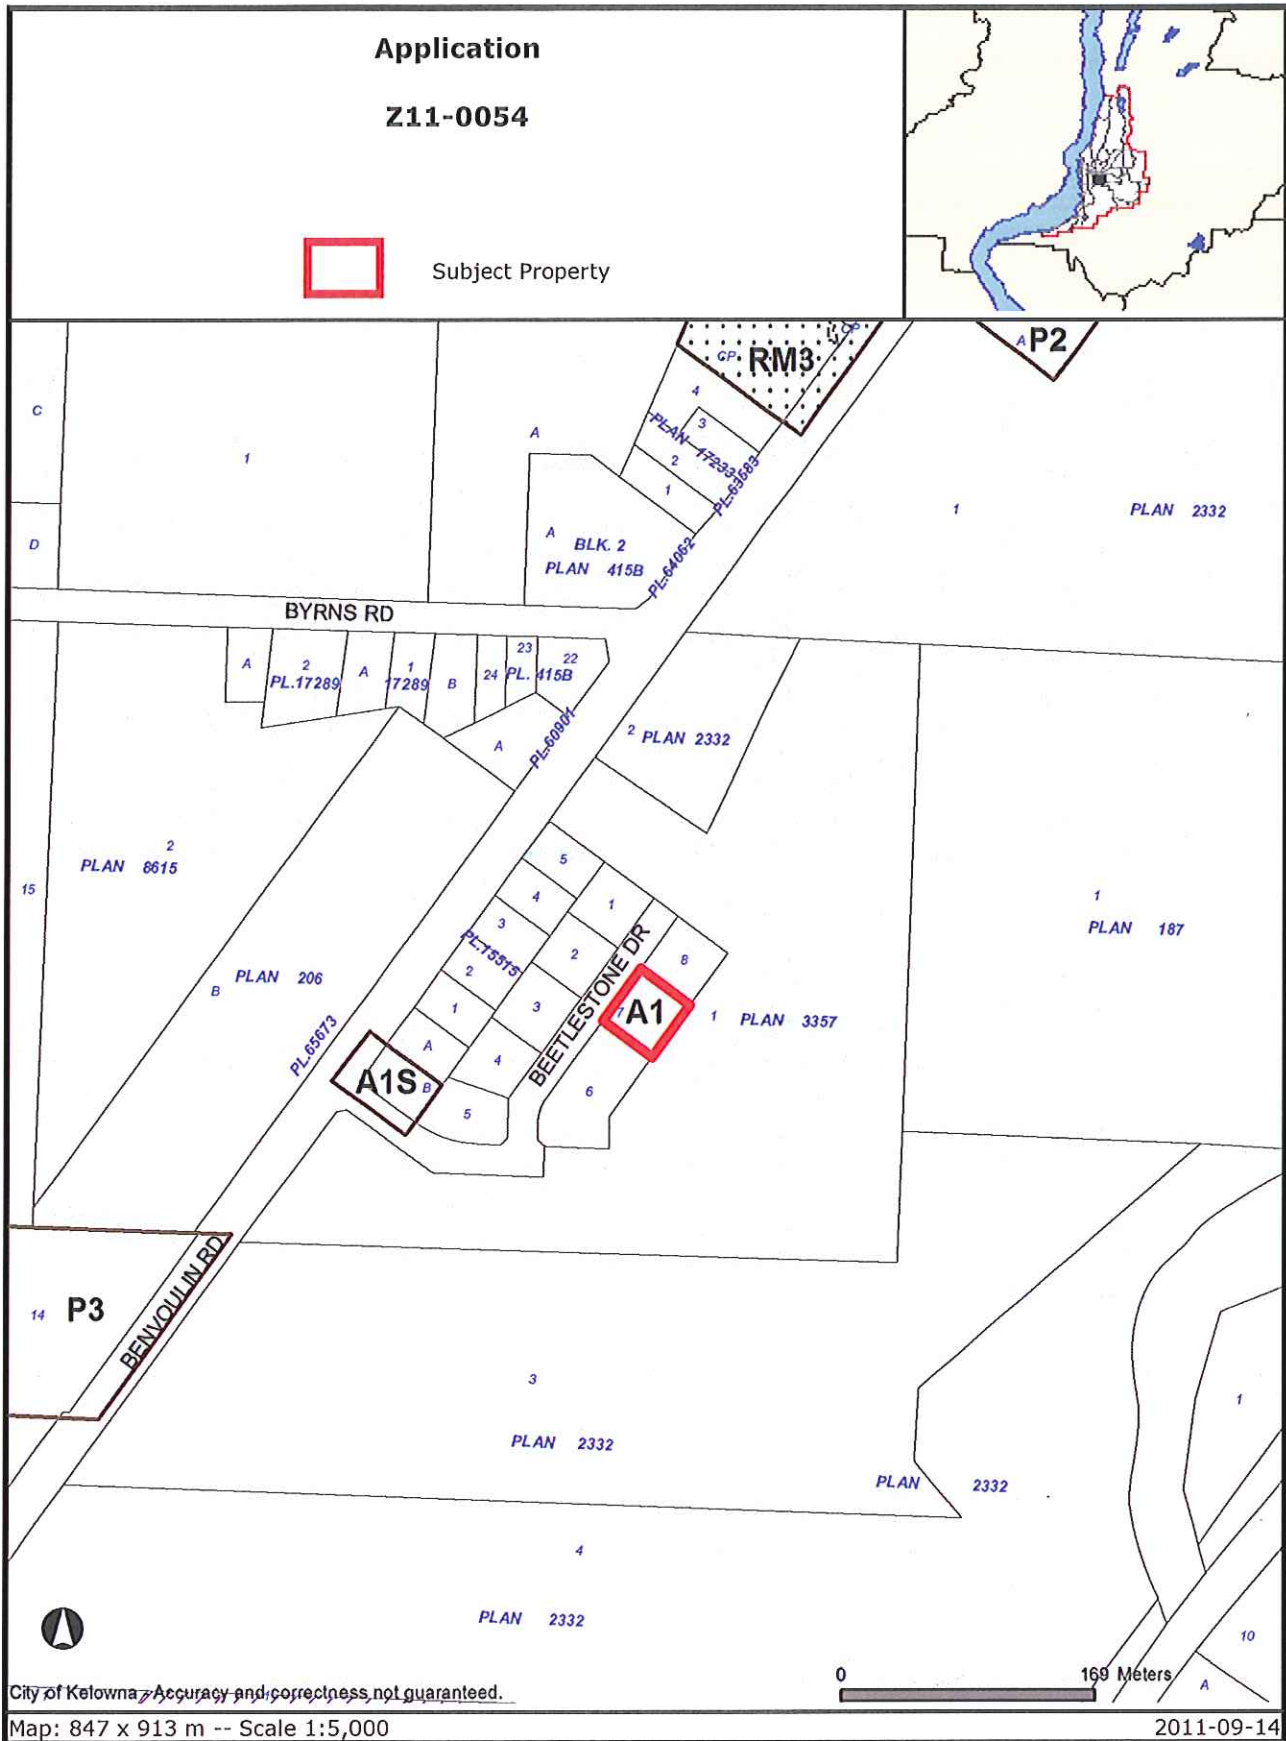 Application
Z11-0054
Subject Property
CP
RM3
CP
A
P2
C
1
A
4
3
PLAN 17233
2
1
PL.63683
1
PLAN 2332
D
A
BLK. 2
PLAN 415B
PL.64062
BYRNS RD
A
2
PL.17289
A
1
17289
B
24
23
22
PL. 415B
A
PL.60901
2
PLAN 2332
2
PLAN 8615
15
5
4
3
PL.15515
2
1
A
1
2
3
4
BEETLESTONE DR
8
7
A1
1
PLAN 3357
1
PLAN 187
PLAN 206
B
PL.65673
A1S
B
5
6
14
P3
BENVOULIN RD
3
PLAN 2332
PLAN 2332
1
4
PLAN 2332
10
A
0
169 Meters
City of Kelowna - Accuracy and correctness not guaranteed.
Map: 847 x 913 m -- Scale 1:5,000
2011-09-14